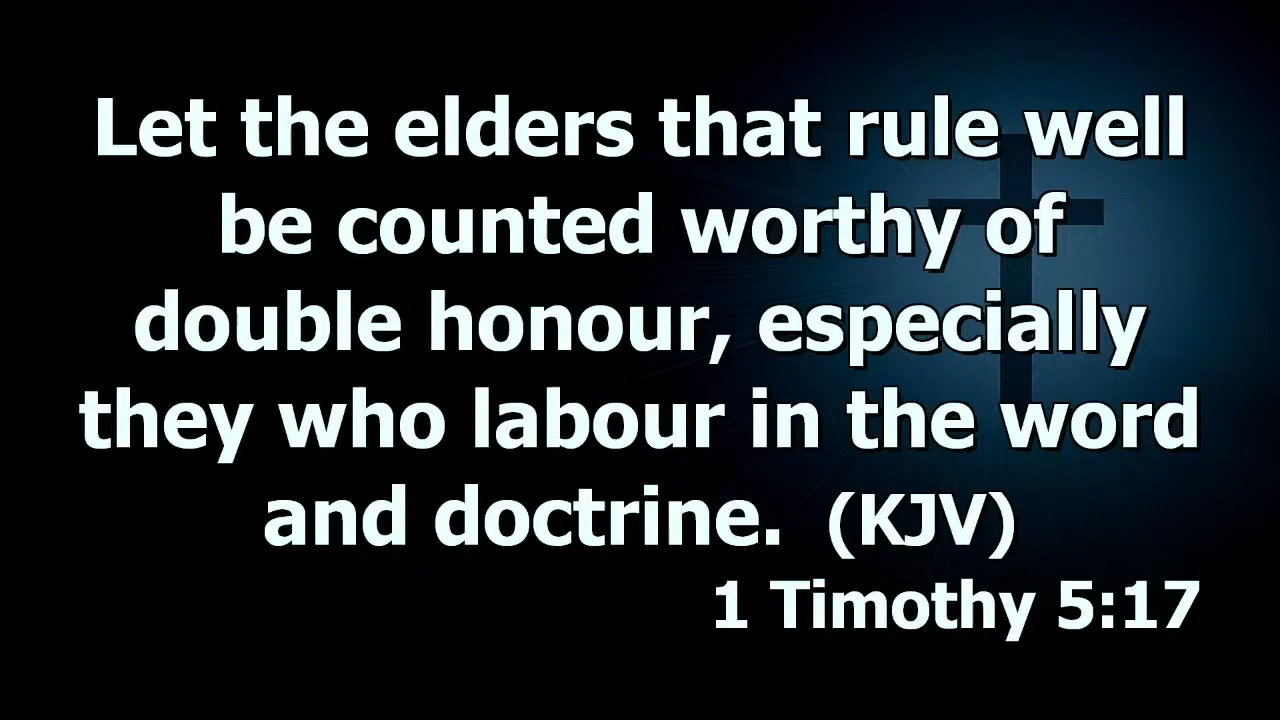 Let the elders that rule well
be counted worthy of
double honour, especially
they who labour in the word
and doctrine. (KJV)
1 Timothy 5:17